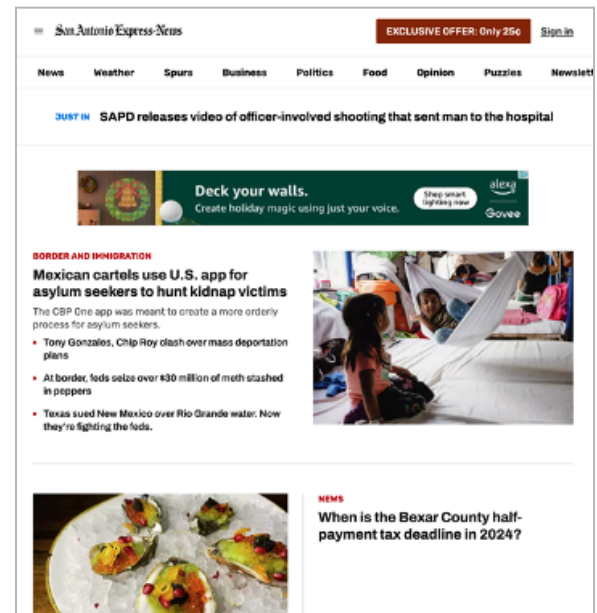 San Antonio Express-News
EXCLUSIVE OFFER: Only 25¢
Sign in
News Weather Spurs Business Politics Food Opinion Puzzles Newslett
JUST IN SAPD releases video of officer-involved shooting that sent man to the hospital
Deck your walls.
Create holiday magic using just your voice.
Shop smart
lighting now
alexa
Govee
BORDER AND IMMIGRATION
Mexican cartels use U.S. app for
asylum seekers to hunt kidnap victims
The CBP One app was meant to create a more orderly
process for asylum seekers.
Tony Gonzales, Chip Roy clash over mass deportation
plans
At border, feds seize over $30 million of meth stashed
in peppers
Texas sued New Mexico over Rio Grande water. Now
they're fighting the feds.
NEWS
When is the Bexar County half-
payment tax deadline in 2024?